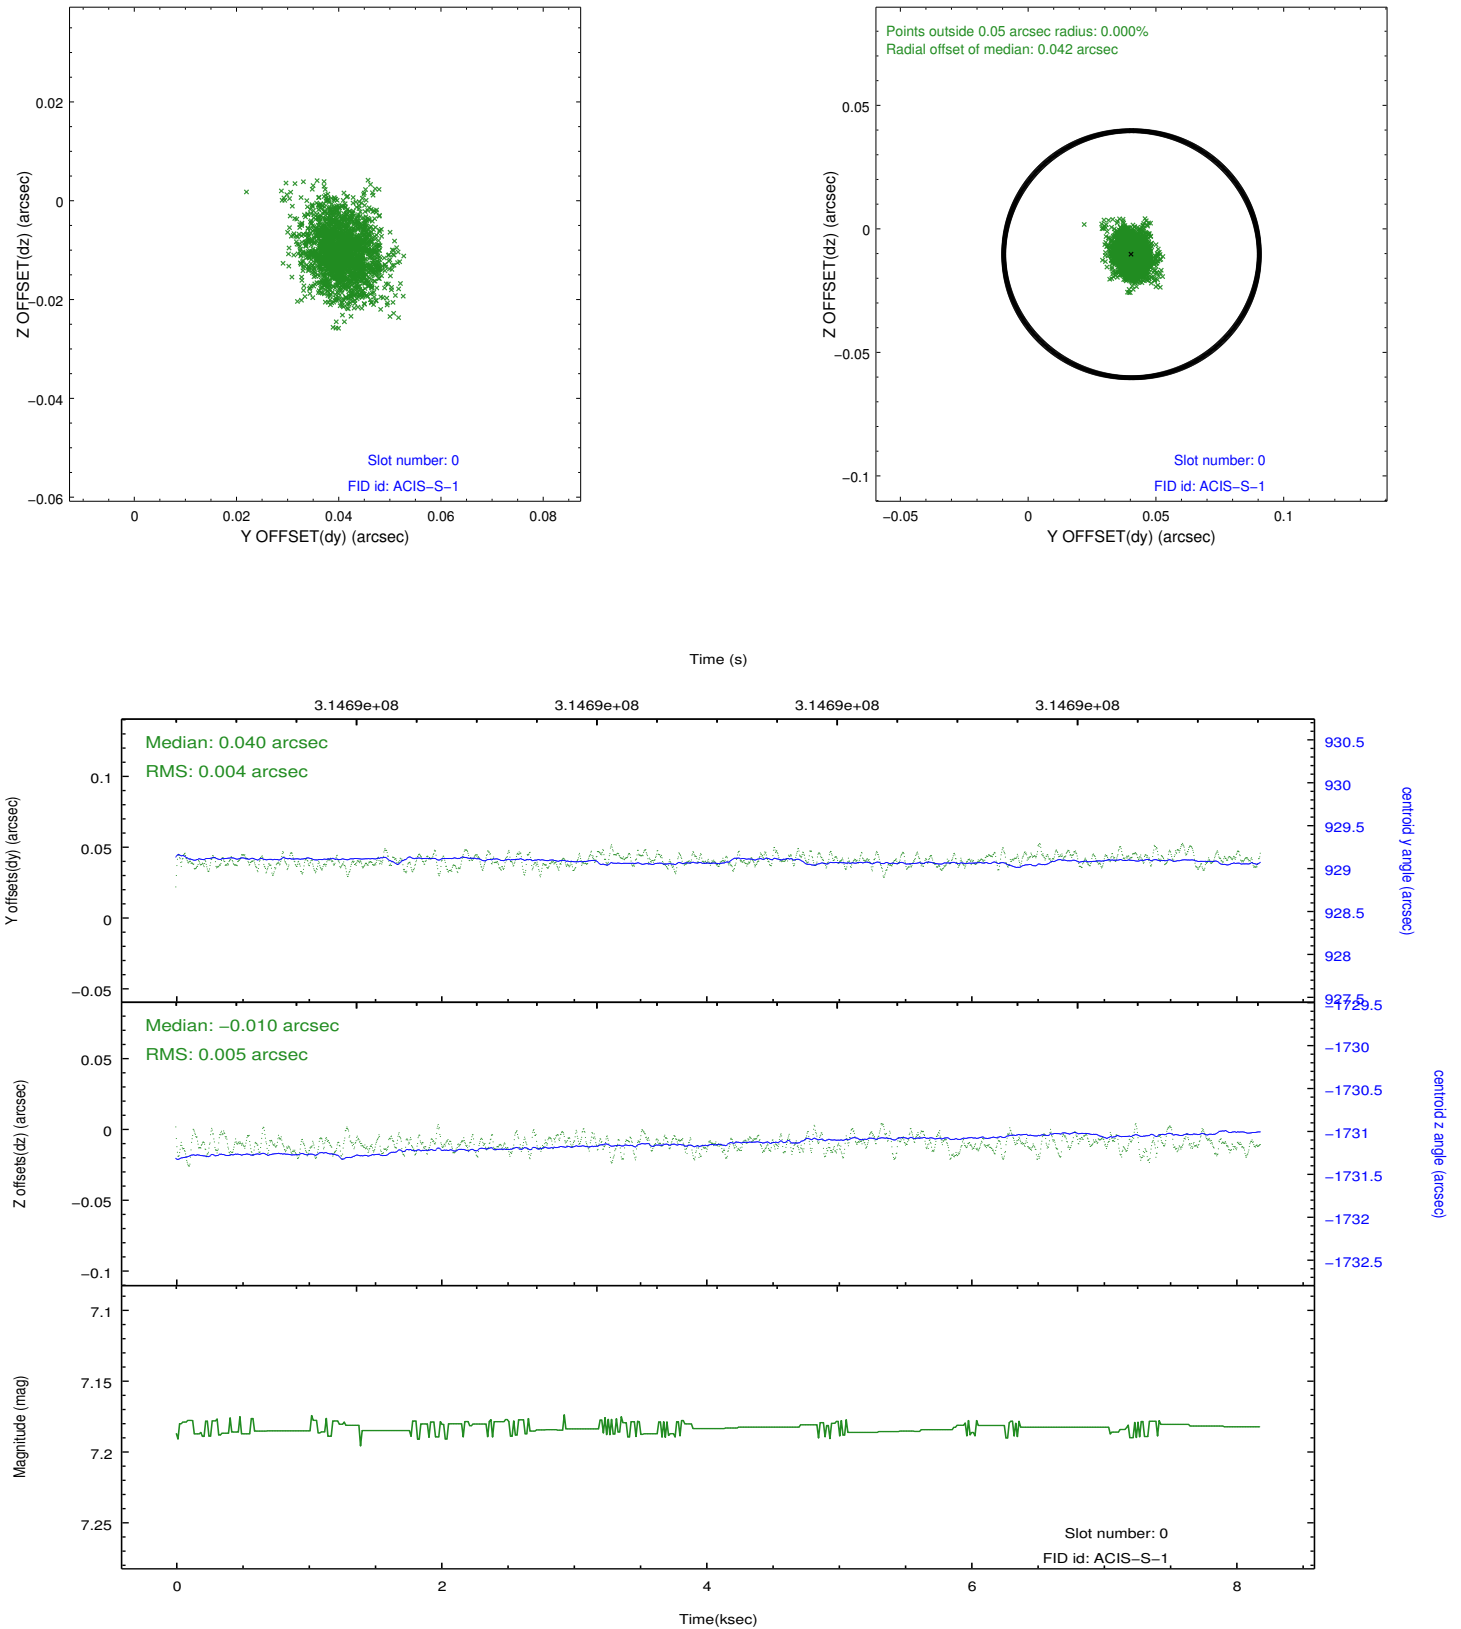 0.02
0
−0.02
−0.04
−0.06
Z OFFSET(dz) (arcsec)
Slot number: 0
FID id: ACIS−S−1
0
0.02
0.04
0.06
0.08
Y OFFSET(dy) (arcsec)
Points outside 0.05 arcsec radius: 0.000%
Radial offset of median: 0.042 arcsec
0.05
0
−0.05
−0.1
Z OFFSET(dz) (arcsec)
Slot number: 0
FID id: ACIS−S−1
−0.05
0
0.05
0.1
Y OFFSET(dy) (arcsec)
Time (s)
3.1469e+08
3.1469e+08
3.1469e+08
3.1469e+08
Median: 0.040 arcsec
RMS: 0.004 arcsec
0.1
0.05
0
−0.05
Y offsets(dy) (arcsec)
930.5
930
929.5
929
928.5
928
927.5
centroid y angle (arcsec)
Median: −0.010 arcsec
RMS: 0.005 arcsec
0.05
0
−0.05
−0.1
Z offsets(dz) (arcsec)
−1729.5
−1730
−1730.5
−1731
−1731.5
−1732
−1732.5
centroid z angle (arcsec)
7.1
7.15
7.2
7.25
Magnitude (mag)
Slot number: 0
FID id: ACIS−S−1
0
2
4
6
8
Time(ksec)